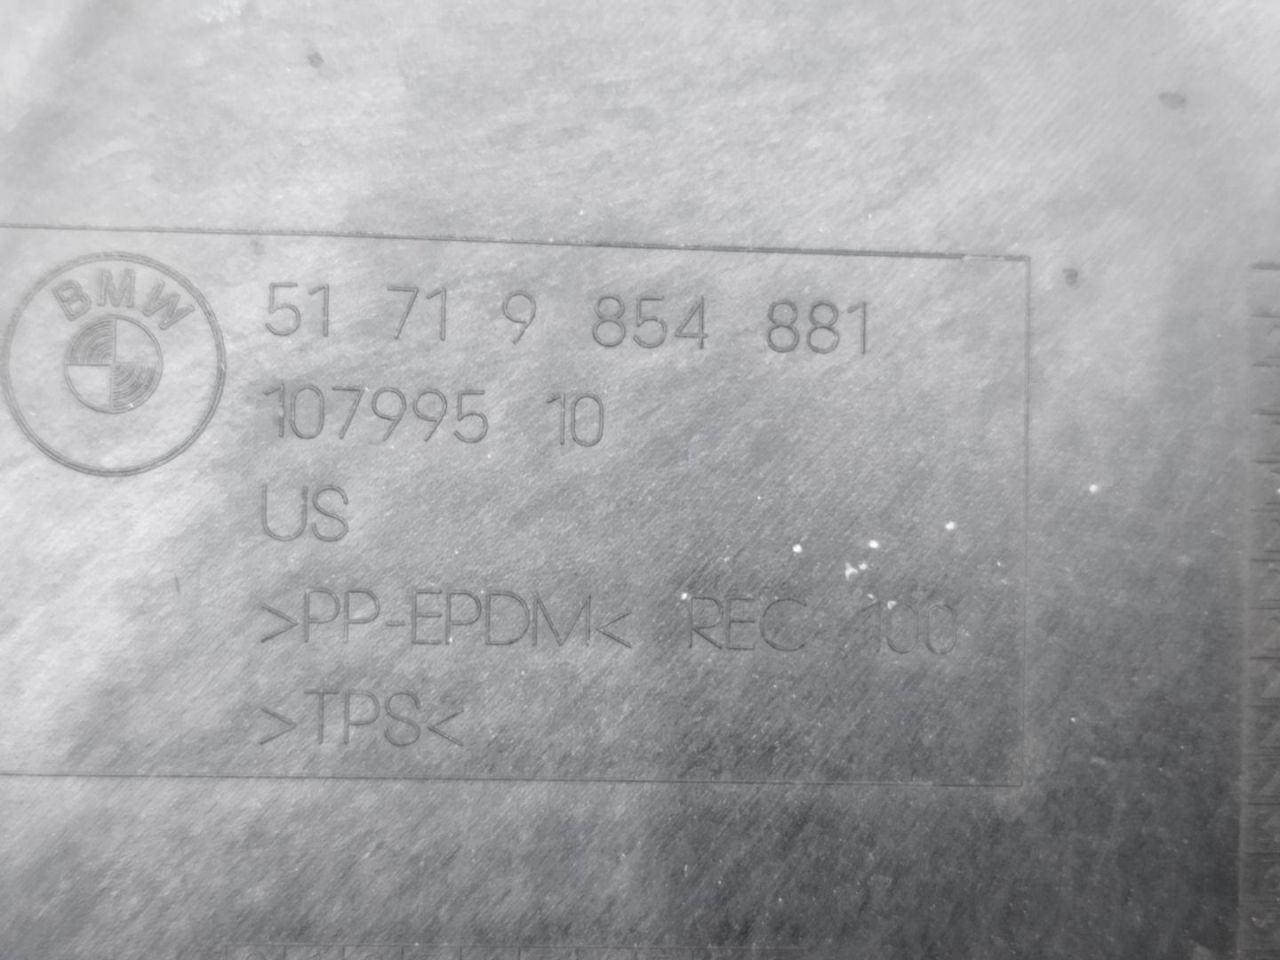 BMW
51 71 9 854 881
107995 10
US
>PP-EPDM< REC 100
>TPS<